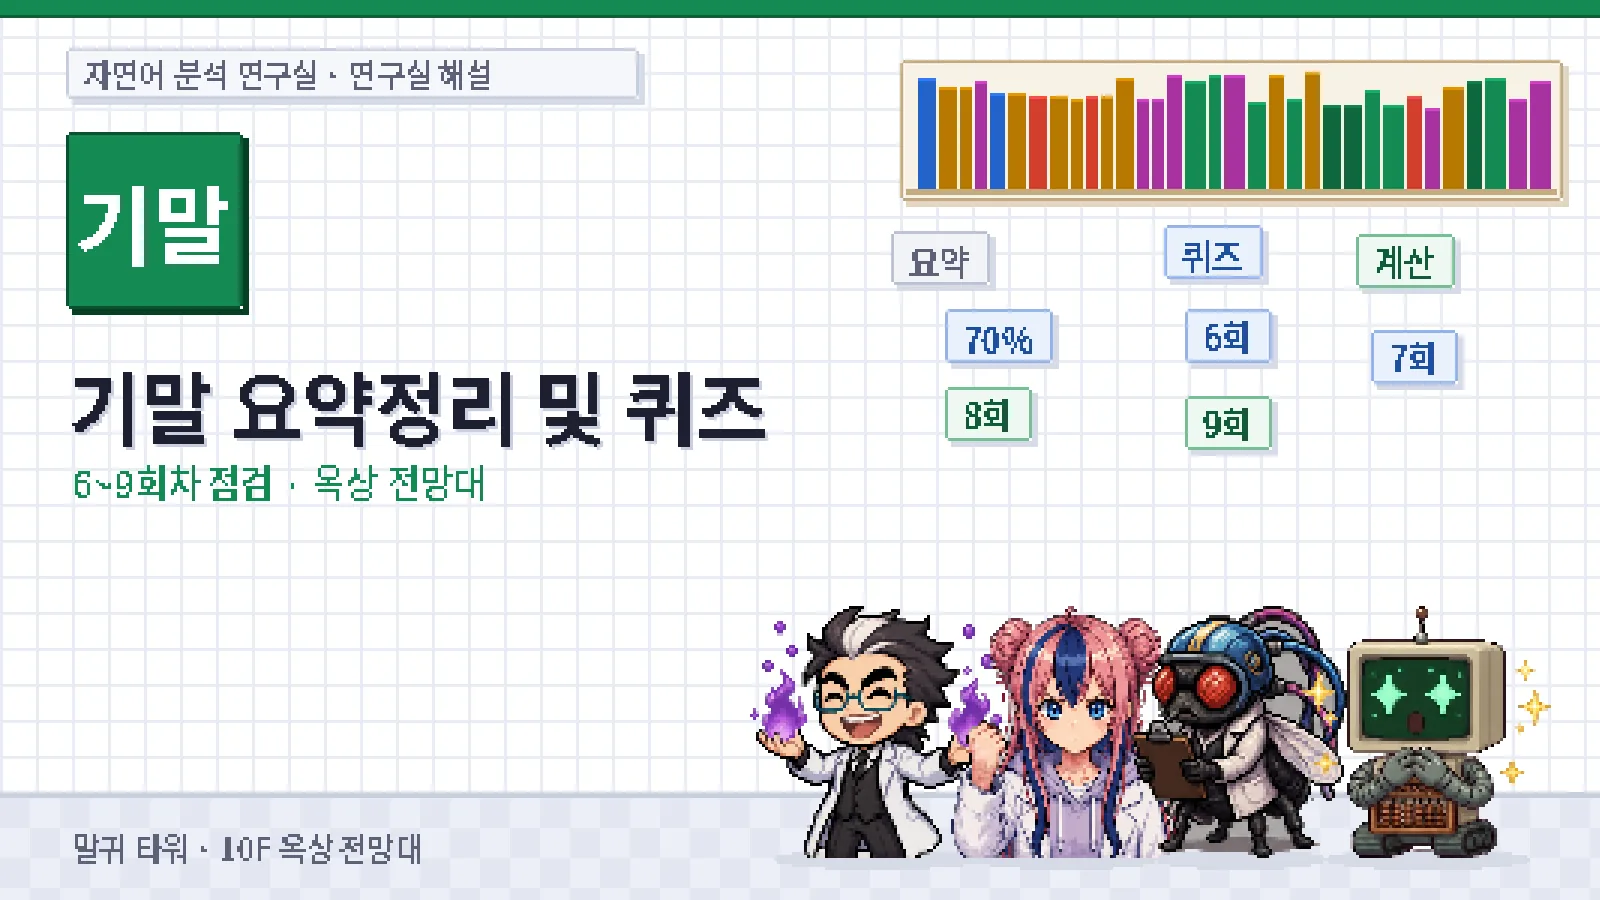 자연어 분석 연구실 · 연구실 해설
기말
기말 요약정리 및 퀴즈
6~9회차 점검 · 옥상 전망대
요약
퀴즈
계산
70%
6회
7회
8회
9회
말귀 타워 · 10F 옥상 전망대